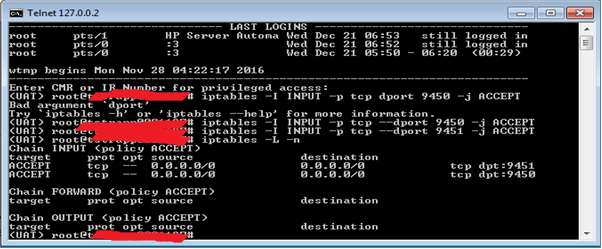 Telnet 127.0.0.2
LAST LOGINS
root pts/1 HP Server Automa Wed Dec 21 06:53 still logged in
root pts/0 :3 Wed Dec 21 06:52 still logged in
root pts/0 :3 Wed Dec 21 05:50 - 06:20 (00:29)
wtmp begins Mon Nov 28 04:22:17 2016
Enter CMR or IR Number for privileged access:
(UAT) root@ # iptables -I INPUT -p tcp dport 9450 -j ACCEPT
Bad argument `dport'
Try `iptables -h' or 'iptables --help' for more information.
(UAT) root@ # iptables -I INPUT -p tcp --dport 9450 -j ACCEPT
(UAT) root@ # iptables -I INPUT -p tcp --dport 9451 -j ACCEPT
(UAT) root@ # iptables -L -n
Chain INPUT (policy ACCEPT)
target prot opt source destination
ACCEPT tcp -- 0.0.0.0/0 0.0.0.0/0 tcp dpt:9451
ACCEPT tcp -- 0.0.0.0/0 0.0.0.0/0 tcp dpt:9450
Chain FORWARD (policy ACCEPT)
target prot opt source destination
Chain OUTPUT (policy ACCEPT)
target prot opt source destination
(UAT) root@ #